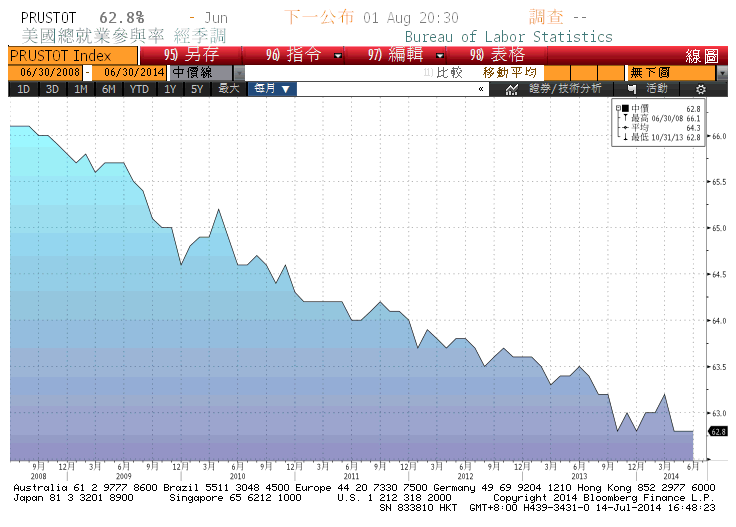 PRUSTOT 62.8% - Jun 下一公布 01 Aug 20:30 調查 --
美國總就業參與率 經季調 Bureau of Labor Statistics
PRUSTOT Index 95) 另存 96) 指令 97) 編輯 98) 表格 線圖
06/30/2008 - 06/30/2014 中價線 比較 移動平均 無下價
1D 3D 1M 6M YTD 1Y 5Y 最大 每月 ▼ « 證券/技術分析 活動
中價 62.8
最高 06/30/08 66.1
平均 64.3
最低 10/31/13 62.8
66.0
65.5
65.0
64.5
64.0
63.5
63.0
62.8
9月 12月 3月 6月 9月 12月 3月 6月 9月 12月 3月 6月 9月 12月 3月 6月 9月 12月 3月 6月 9月 12月 3月 6月
2008 2009 2010 2011 2012 2013 2014
Australia 61 2 9777 8600 Brazil 5511 3048 4500 Europe 44 20 7330 7500 Germany 49 69 9204 1210 Hong Kong 852 2977 6000
Japan 81 3 3201 8900 Singapore 65 6212 1000 U.S. 1 212 318 2000 Copyright 2014 Bloomberg Finance L.P.
SN 833810 HKT GMT+8:00 H439-3431-0 14-Jul-2014 16:48:23